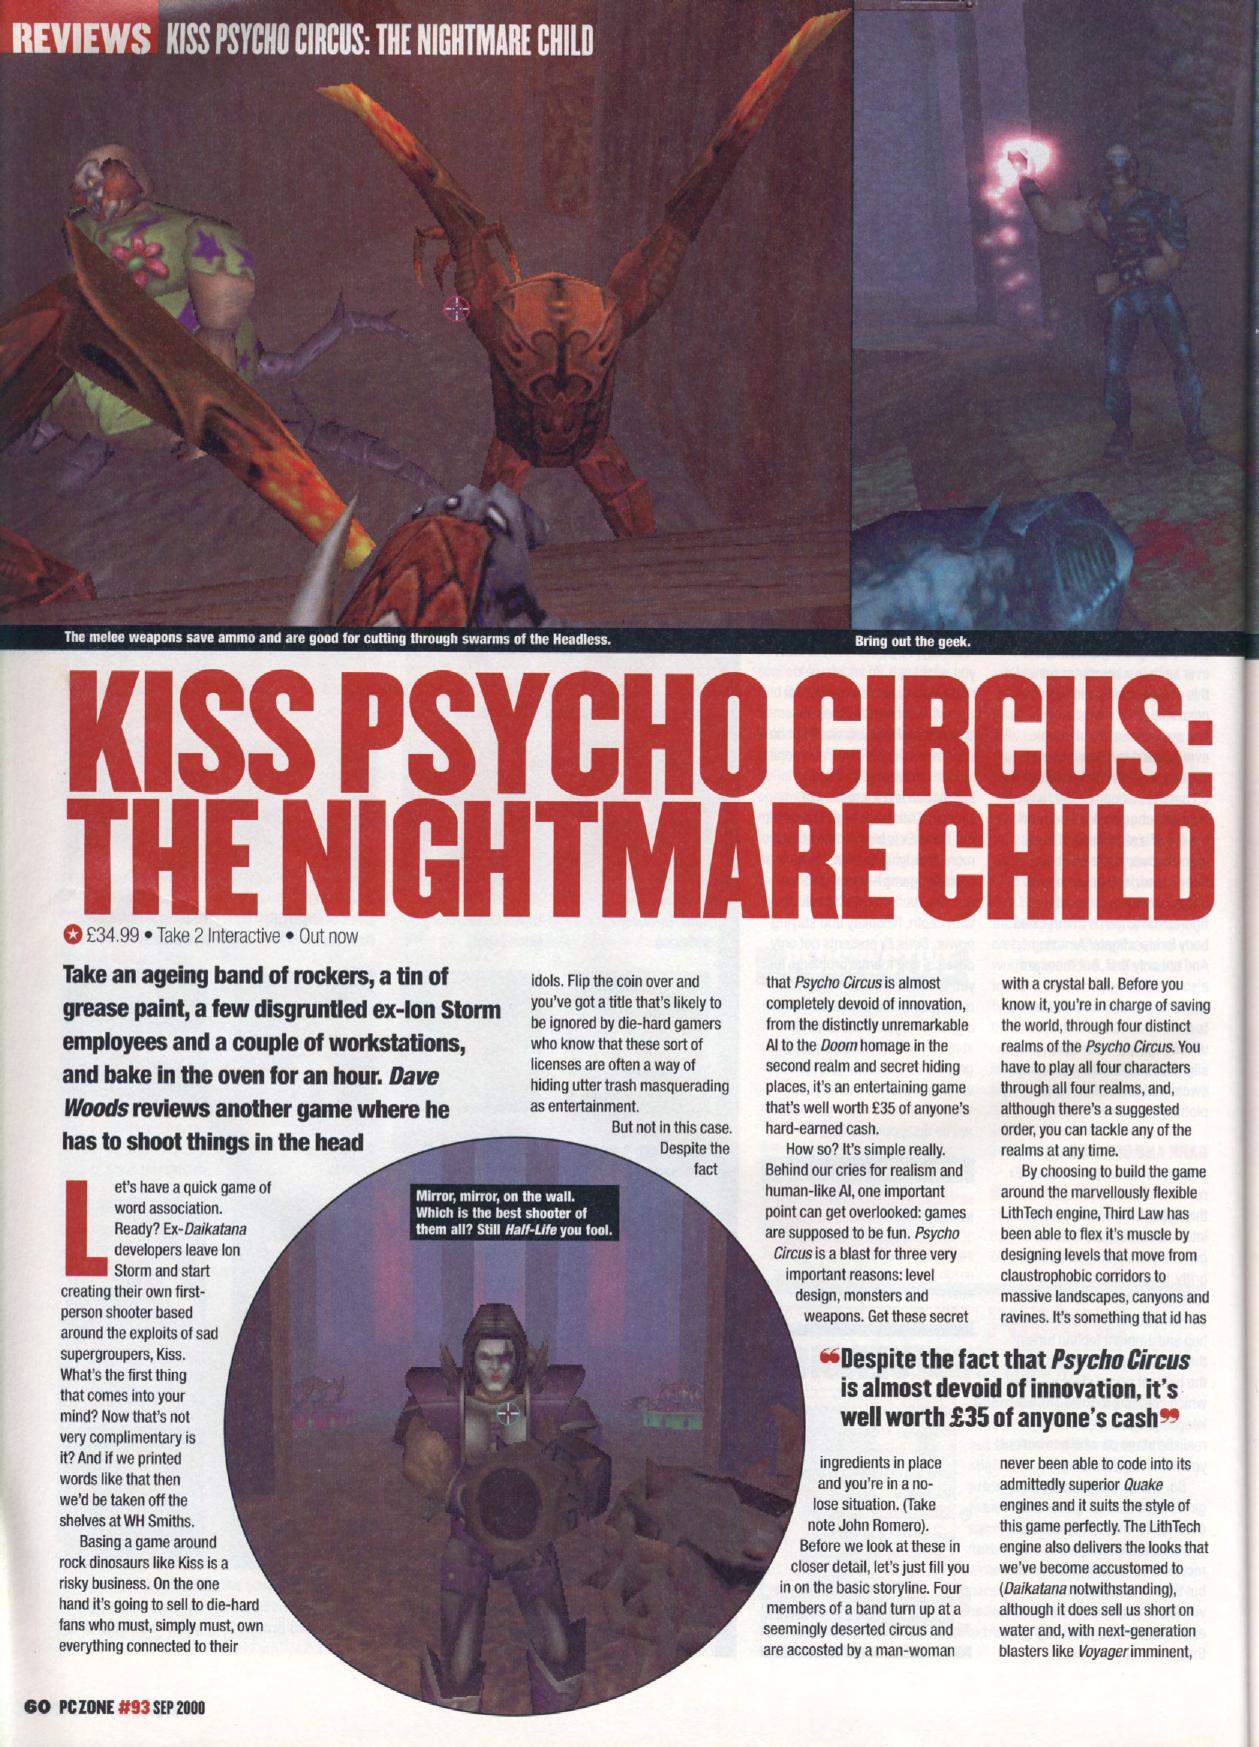 REVIEWS KISS PSYCHO CIRCUS: THE NIGHTMARE CHILD
The melee weapons save ammo and are good for cutting through swarms of the Headless.
Bring out the geek.
KISS PSYCHO CIRCUS:
THE NIGHTMARE CHILD
£34.99 • Take 2 Interactive • Out now
Take an ageing band of rockers, a tin of
grease paint, a few disgruntled ex-Ion Storm
employees and a couple of workstations,
and bake in the oven for an hour. Dave
Woods reviews another game where he
has to shoot things in the head
Let's have a quick game of
word association.
Ready? Ex-Daikatana
developers leave Ion
Storm and start
creating their own first-
person shooter based
around the exploits of sad
supergroupers, Kiss.
What's the first thing
that comes into your
mind? Now that's not
very complimentary is
it? And if we printed
words like that then
we'd be taken off the
shelves at WH Smiths.
Basing a game around
rock dinosaurs like Kiss is a
risky business. On the one
hand it's going to sell to die-hard
fans who must, simply must, own
everything connected to their
idols. Flip the coin over and
you've got a title that's likely to
be ignored by die-hard gamers
who know that these sort of
licenses are often a way of
hiding utter trash masquerading
as entertainment.
But not in this case.
Despite the
fact
Mirror, mirror, on the wall.
Which is the best shooter of
them all? Still Half-Life you fool.
that Psycho Circus is almost
completely devoid of innovation,
from the distinctly unremarkable
AI to the Doom homage in the
second realm and secret hiding
places, it's an entertaining game
that's well worth £35 of anyone's
hard-earned cash.
How so? It's simple really.
Behind our cries for realism and
human-like AI, one important
point can get overlooked: games
are supposed to be fun. Psycho
Circus is a blast for three very
important reasons: level
design, monsters and
weapons. Get these secret
ingredients in place
and you're in a no-
lose situation. (Take
note John Romero).
Before we look at these in
closer detail, let's just fill you
in on the basic storyline. Four
members of a band turn up at a
seemingly deserted circus and
are accosted by a man-woman
with a crystal ball. Before you
know it, you're in charge of saving
the world, through four distinct
realms of the Psycho Circus. You
have to play all four characters
through all four realms, and,
although there's a suggested
order, you can tackle any of the
realms at any time.
By choosing to build the game
around the marvellously flexible
LithTech engine, Third Law has
been able to flex it's muscle by
designing levels that move from
claustrophobic corridors to
massive landscapes, canyons and
ravines. It's something that id has
“Despite the fact that Psycho Circus
is almost devoid of innovation, it's
well worth £35 of anyone's cash”
never been able to code into its
admittedly superior Quake
engines and it suits the style of
this game perfectly. The LithTech
engine also delivers the looks that
we've become accustomed to
(Daikatana notwithstanding),
although it does sell us short on
water and, with next-generation
blasters like Voyager imminent,
60 PC ZONE #93 SEP 2000